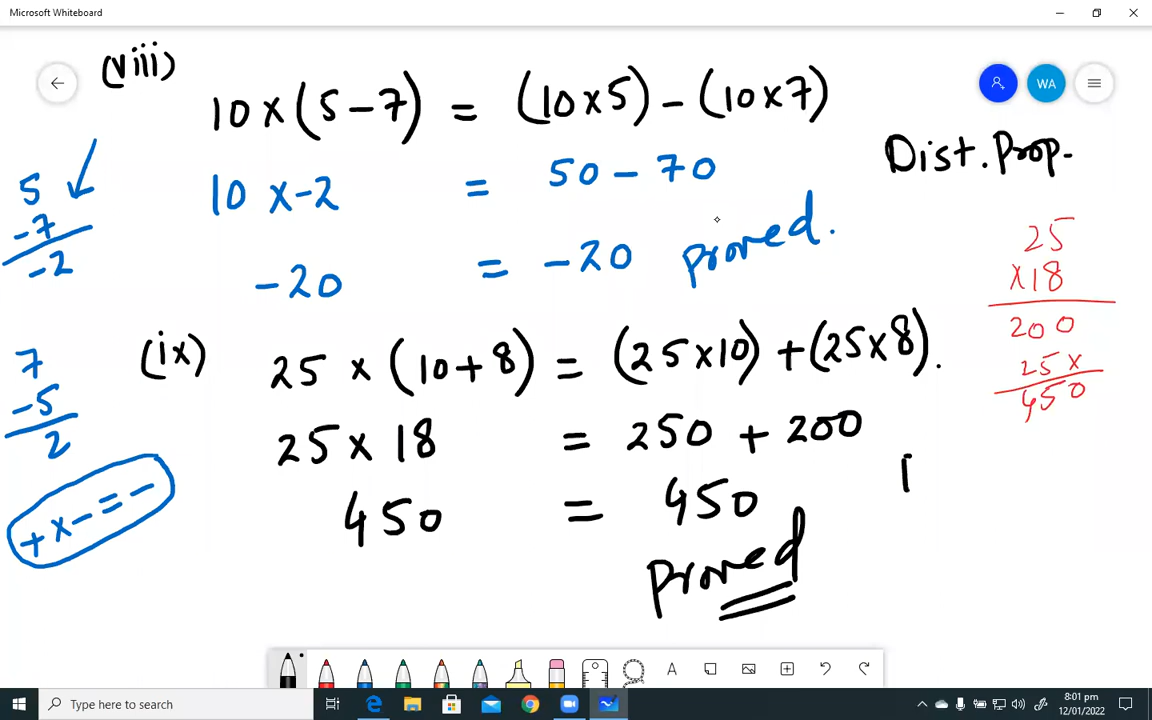 Microsoft Whiteboard
(viii)
10 x (5 - 7) = (10 x 5) - (10 x 7)
Dist. Prop.
10 x -2 = 50 - 70
-20 = -20 proved.
5
-7
-2
7
-5
2
+ x - = -
25
x18
200
25x
450
(ix) 25 x (10 + 8) = (25 x 10) + (25 x 8).
25 x 18 = 250 + 200
450 = 450
Proved
WA
A
Type here to search
8:01 pm
12/01/2022